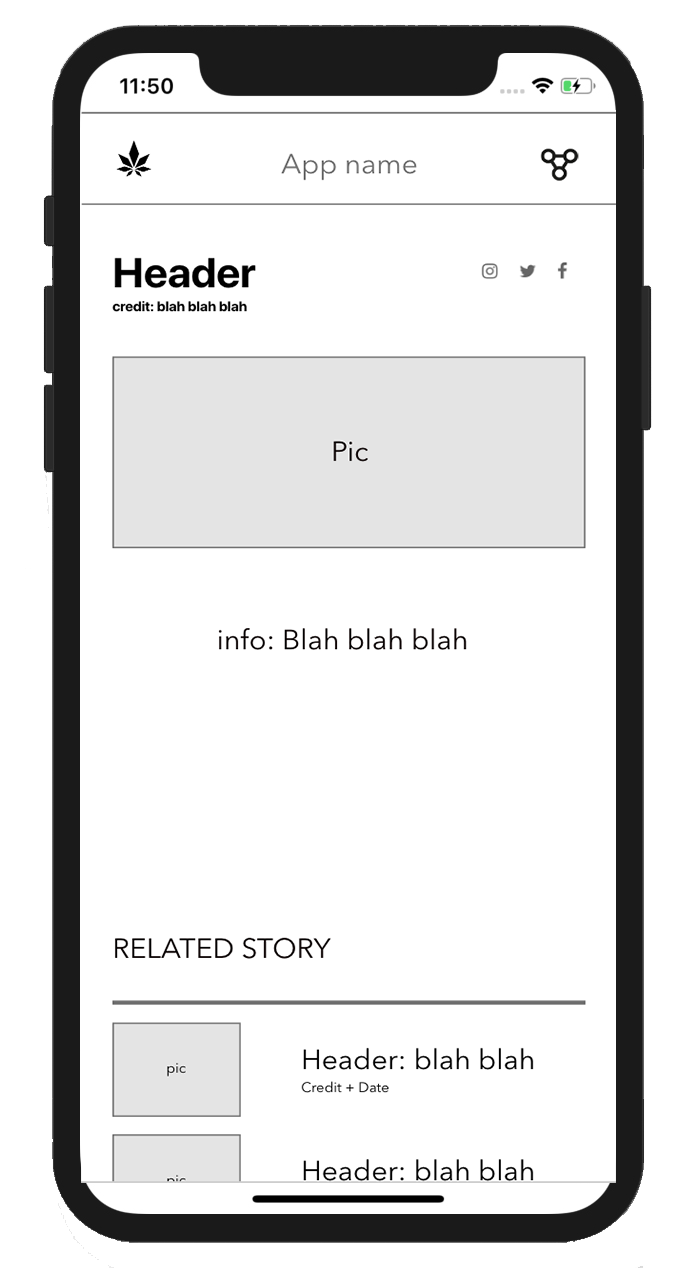 11:50
App name
Header
credit: blah blah blah
Pic
info: Blah blah blah
RELATED STORY
pic
Header: blah blah
Credit + Date
pic
Header: blah blah